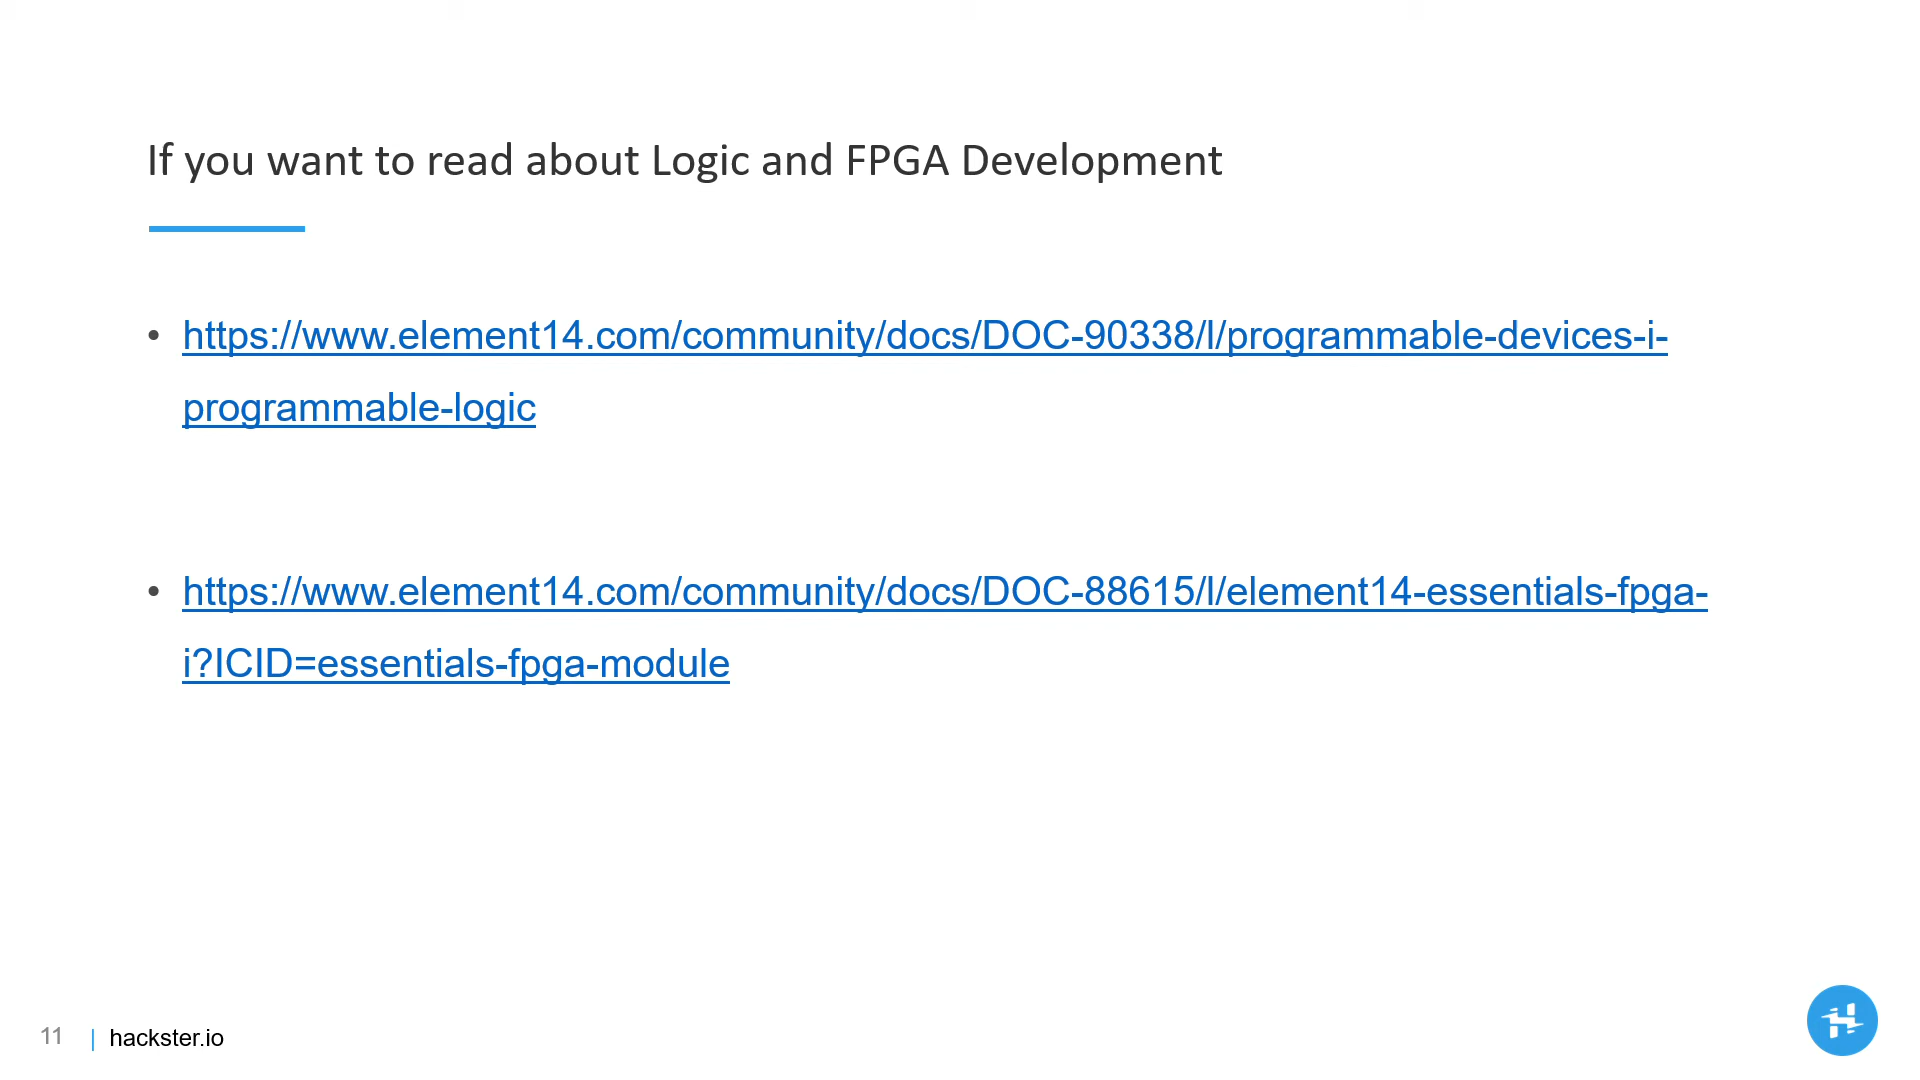 If you want to read about Logic and FPGA Development
• https://www.element14.com/community/docs/DOC-90338/l/programmable-devices-i-
programmable-logic
• https://www.element14.com/community/docs/DOC-88615/l/element14-essentials-fpga-
i?ICID=essentials-fpga-module
11 | hackster.io